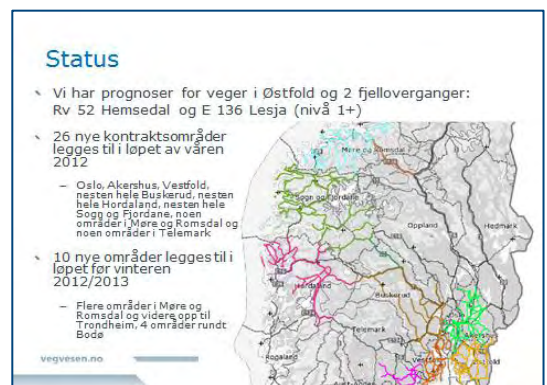 Status
Vi har prognoser for veger i Østfold og 2 fjelloverganger:
Rv 52 Hemsedal og E 136 Lesja (nivå 1+)
26 nye kontraktsområder
legges til i løpet av våren
2012
– Oslo, Akershus, Vestfold,
nesten hele Buskerud, nesten
hele Hordaland, nesten hele
Sogn og Fjordane, noen
områder i Møre og Romsdal og
noen områder i Telemark
10 nye områder legges til i
løpet før vinteren
2012/2013
– Flere områder i Møre og
Romsdal og videre opp til
Trondheim, 4 områder rundt
Bodø
vegvesen.no
Møre og Romsdal
Sogn og Fjordane
Oppland
Hedmark
Hordaland
Buskerud
Akershus
Telemark
Rogaland
Vestfold
Østfold